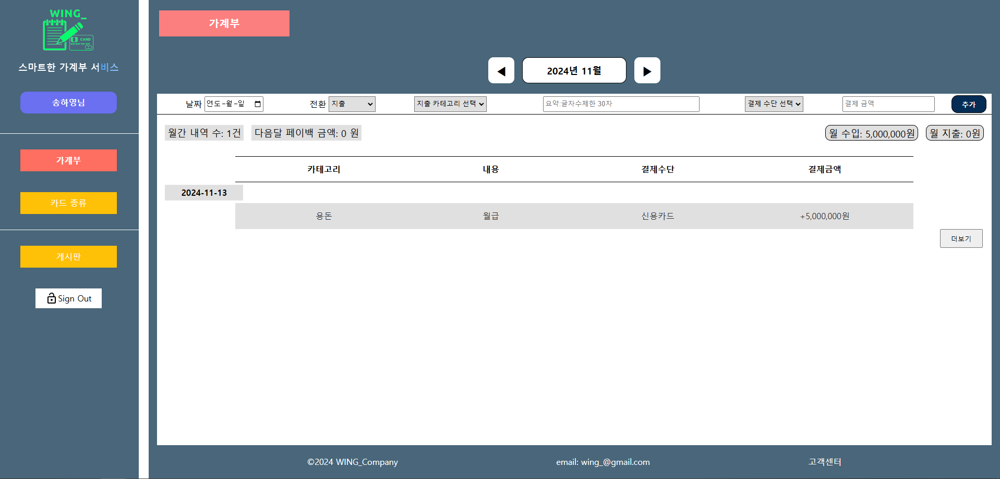 WING_
CARD
스마트한 가계부 서비스
송하영님
가계부
카드 종류
게시판
Sign Out
가계부
◀ 2024년 11월 ▶
날짜 연도-월-일 전환 지출 지출 카테고리 선택 요약:글자수제한 30자 결제 수단 선택 결제 금액 추가
월간 내역 수: 1건 다음달 페이백 금액: 0 원 월 수입: 5,000,000원 월 지출: 0원
카테고리 내용 결제수단 결제금액
2024-11-13
용돈 월급 신용카드 +5,000,000원
더보기
©2024 WING_Company email: wing_@gmail.com 고객센터